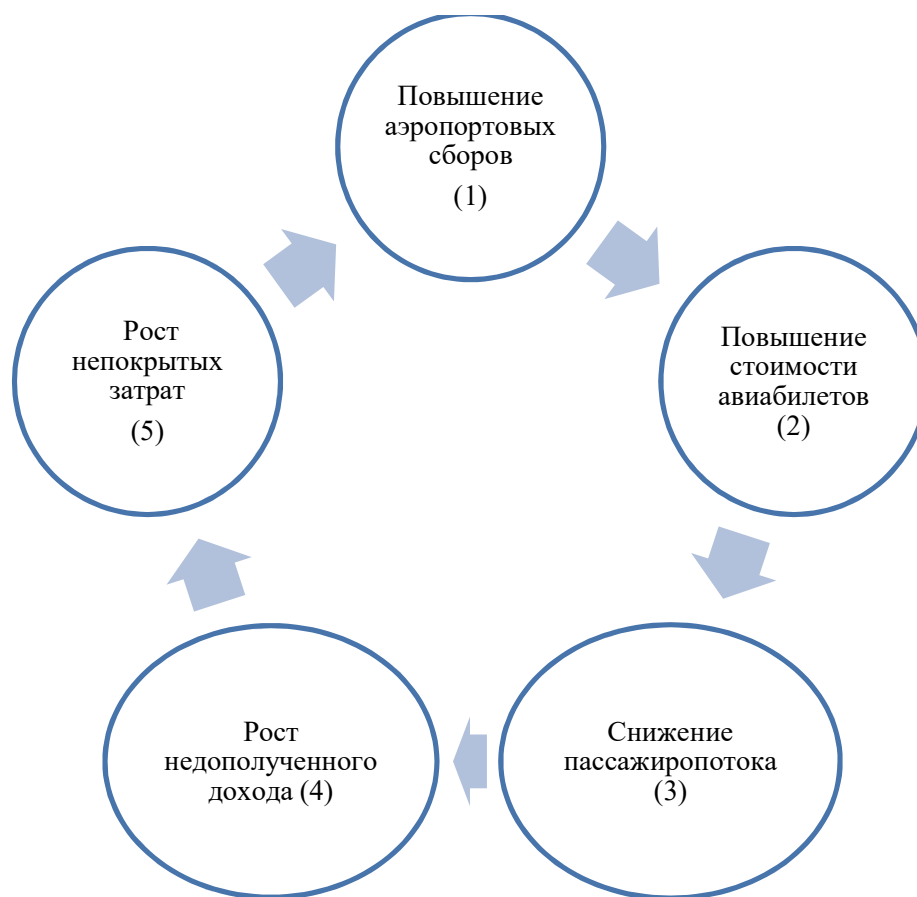 Повышение
аэропортовых
сборов
(1)
Повышение
стоимости
авиабилетов
(2)
Снижение
пассажиропотока
(3)
Рост
недополученного
дохода (4)
Рост
непокрытых
затрат
(5)